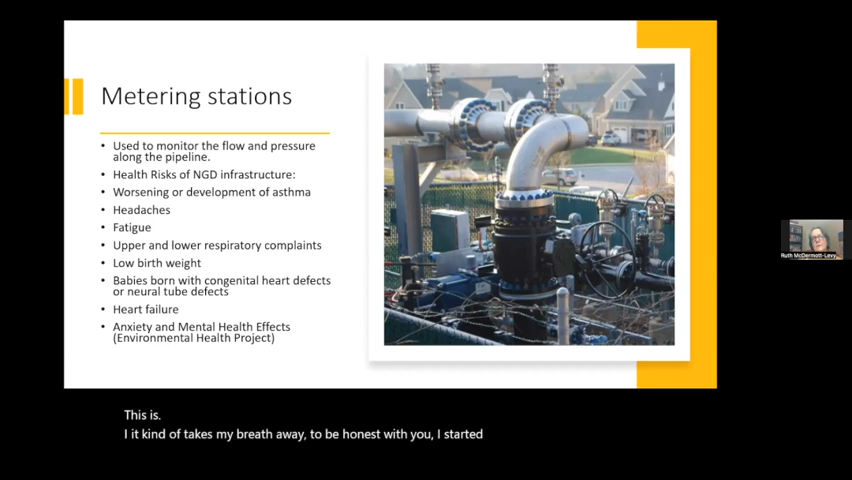 Metering stations
• Used to monitor the flow and pressure
along the pipeline.
• Health Risks of NGD infrastructure:
• Worsening or development of asthma
• Headaches
• Fatigue
• Upper and lower respiratory complaints
• Low birth weight
• Babies born with congenital heart defects
or neural tube defects
• Heart failure
• Anxiety and Mental Health Effects
(Environmental Health Project)
Ruth McDermott-Levy
This is.
I it kind of takes my breath away, to be honest with you, I started